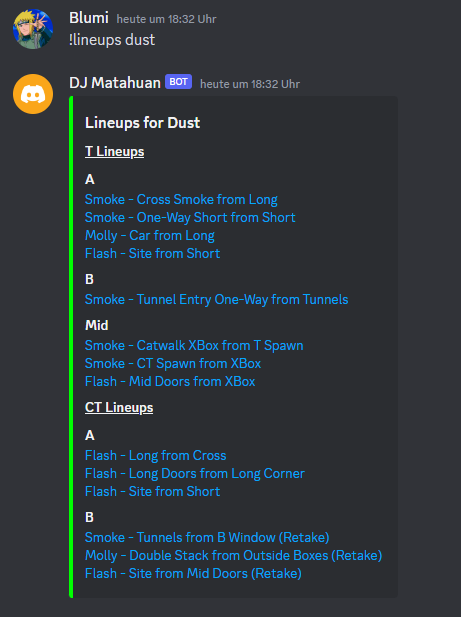 Blumi heute um 18:32 Uhr
!lineups dust
DJ Matahuan BOT heute um 18:32 Uhr
Lineups for Dust
T Lineups
A
Smoke - Cross Smoke from Long
Smoke - One-Way Short from Short
Molly - Car from Long
Flash - Site from Short
B
Smoke - Tunnel Entry One-Way from Tunnels
Mid
Smoke - Catwalk XBox from T Spawn
Smoke - CT Spawn from XBox
Flash - Mid Doors from XBox
CT Lineups
A
Flash - Long from Cross
Flash - Long Doors from Long Corner
Flash - Site from Short
B
Smoke - Tunnels from B Window (Retake)
Molly - Double Stack from Outside Boxes (Retake)
Flash - Site from Mid Doors (Retake)